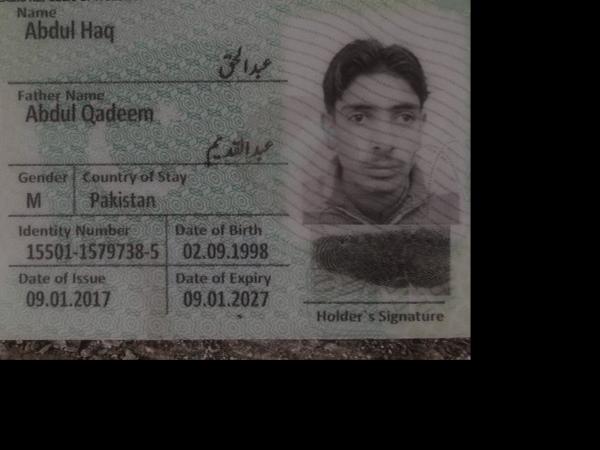 Name
Abdul Haq
عبدالحق
Father Name
Abdul Qadeem
عبدالقدیم
Gender Country of Stay
M Pakistan
Identity Number Date of Birth
15501-1579738-5 02.09.1998
Date of Issue Date of Expiry
09.01.2017 09.01.2027
Holder`s Signature